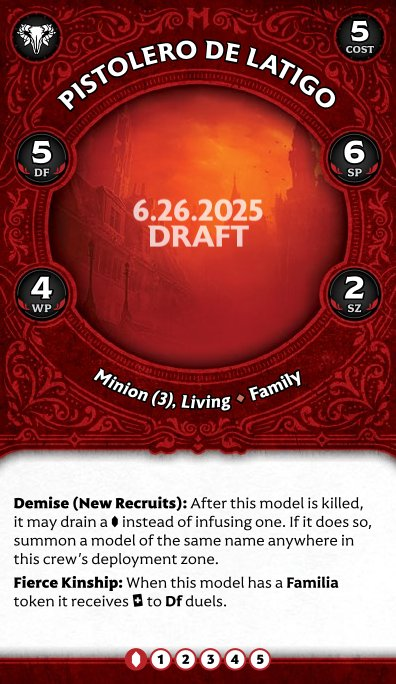 5
COST
PISTOLERO DE LATIGO
5
DF
6
SP
6.26.2025
DRAFT
4
WP
2
SZ
Minion (3), Living ♦ Family
Demise (New Recruits): After this model is killed,
it may drain a ⬮ instead of infusing one. If it does so,
summon a model of the same name anywhere in
this crew's deployment zone.
Fierce Kinship: When this model has a Familia
token it receives 🂠 to Df duels.
1 2 3 4 5